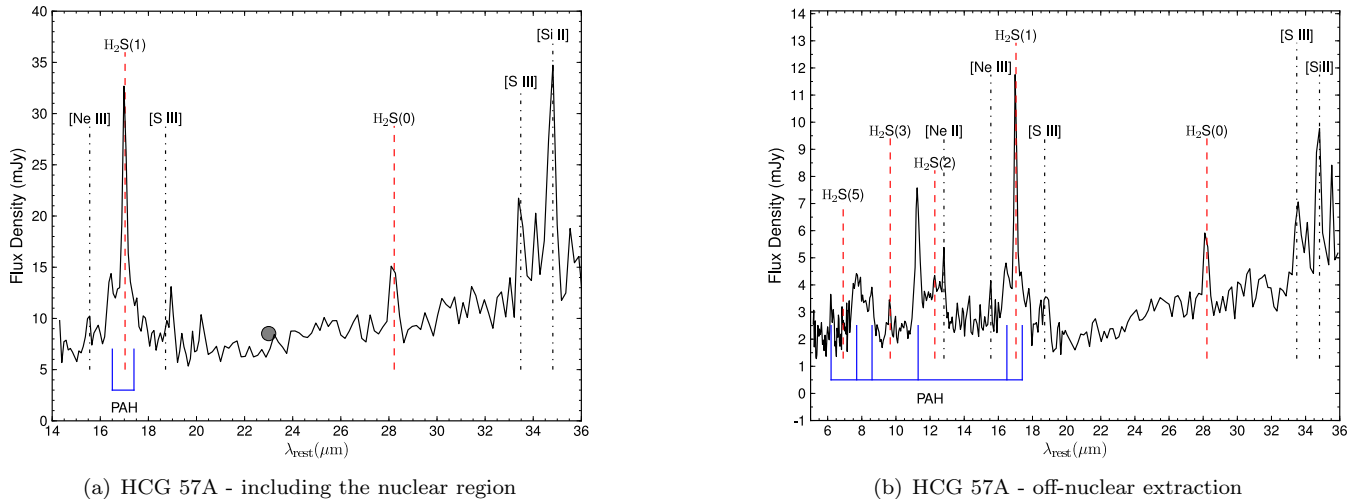 [Si II]
H₂S(1)
[S III]
[Ne III]
[S III]
H₂S(0)
PAH
Flux Density (mJy)
40
35
30
25
20
15
10
5
0
14 16 18 20 22 24 26 28 30 32 34 36
λrest(μm)
(a) HCG 57A - including the nuclear region
H₂S(1)
[S III]
[Ne III]
[SiII]
H₂S(3)
[Ne II]
[S III]
H₂S(0)
H₂S(2)
H₂S(5)
PAH
Flux Density (mJy)
14
13
12
11
10
9
8
7
6
5
4
3
2
1
0
-1
6 8 10 12 14 16 18 20 22 24 26 28 30 32 34 36
λrest(μm)
(b) HCG 57A - off-nuclear extraction